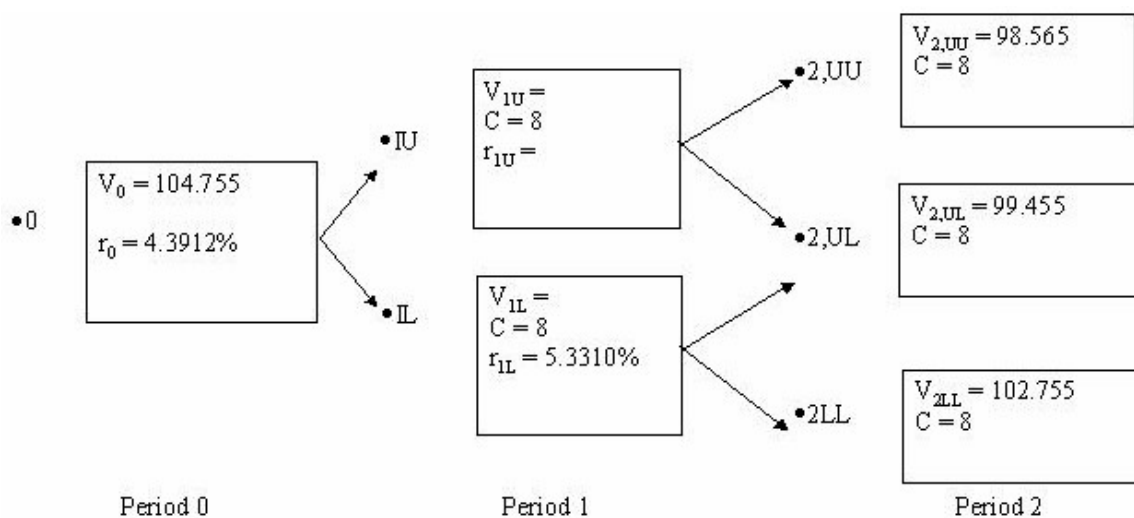 •0
V₀ = 104.755
r₀ = 4.3912%
•IU
•IL
V₁U =
C = 8
r₁U =
V₁L =
C = 8
r₁L = 5.3310%
•2,UU
•2,UL
•2LL
V₂,UU = 98.565
C = 8
V₂,UL = 99.455
C = 8
V₂LL = 102.755
C = 8
Period 0
Period 1
Period 2